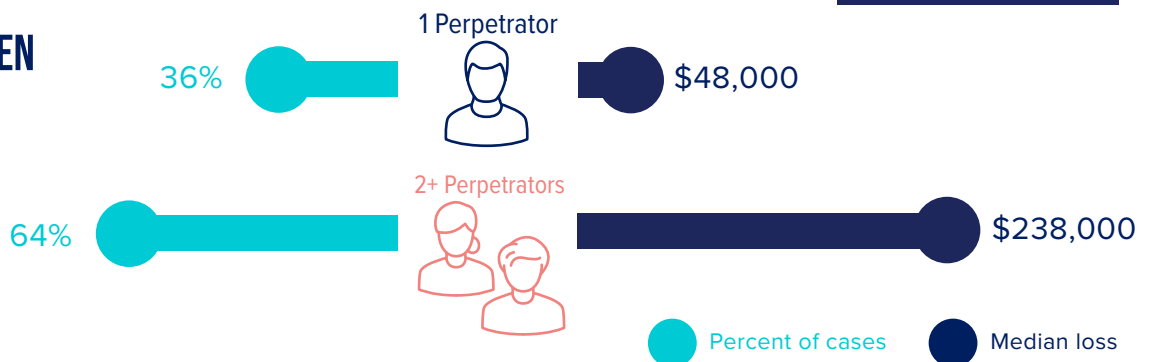 EN
1 Perpetrator
36%
$48,000
2+ Perpetrators
64%
$238,000
Percent of cases
Median loss